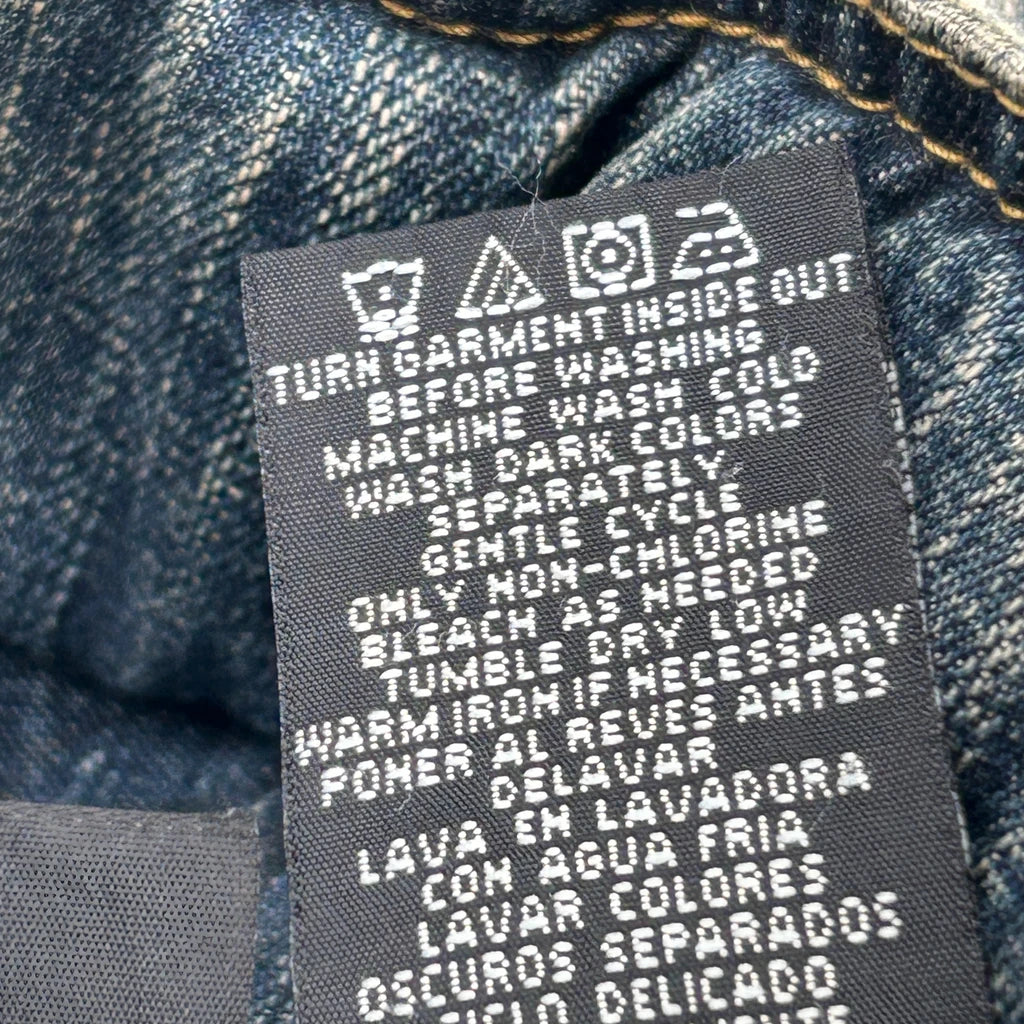 TURN GARMENT INSIDE OUT
BEFORE WASHING
MACHINE WASH COLD
WASH DARK COLORS
SEPARATELY
GENTLE CYCLE
ONLY NON-CHLORINE
BLEACH AS NEEDED
TUMBLE DRY LOW
WARM IRON IF NECESSARY
PONER AL REVES ANTES
DELAVAR
LAVA EN LAVADORA
CON AGUA FRIA
LAVAR COLORES
OSCUROS SEPARADOS
CICLO DELICADO